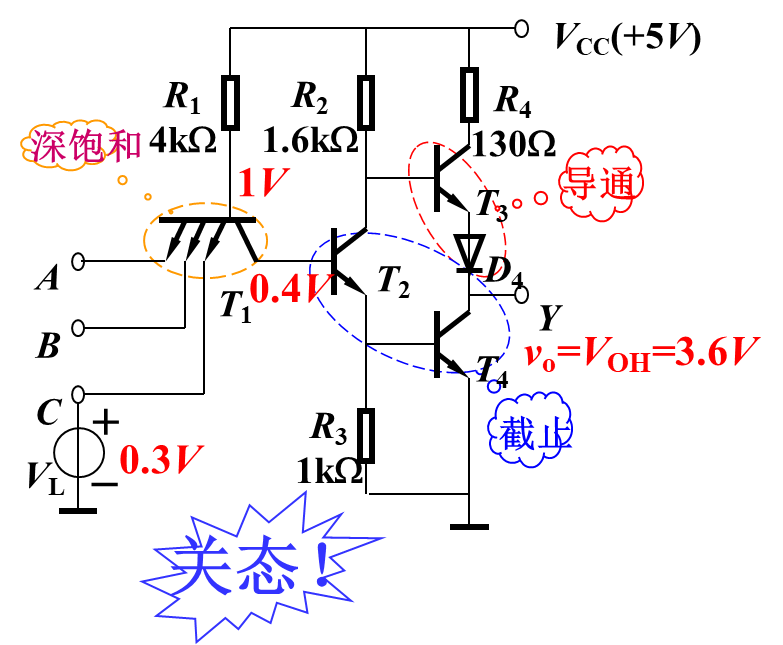 V_CC(+5V)
R₁
4kΩ
R₂
1.6kΩ
R₄
130Ω
深饱和
1V
导通
T₃
A
T₁
0.4V
T₂
D₄
B
Y
v_o=V_OH=3.6V
T₄
C
+
V_L
−
0.3V
R₃
1kΩ
截止
关态！